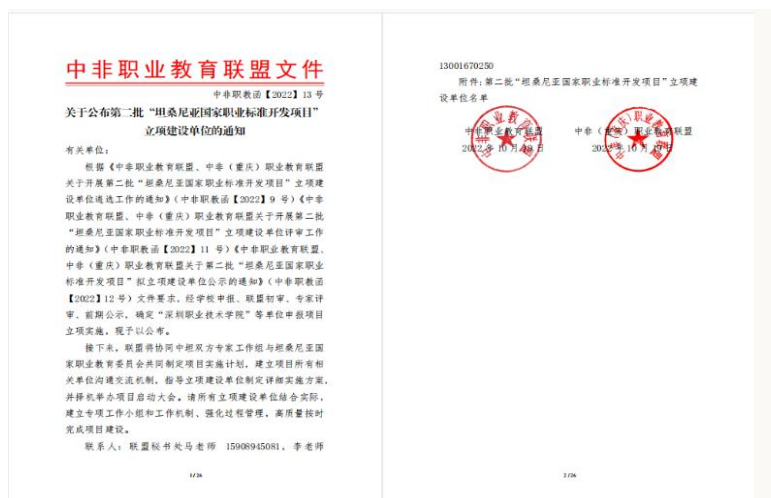 中非职业教育联盟文件
中非职教函【2022】13 号
关于公布第二批“坦桑尼亚国家职业标准开发项目”
立项建设单位的通知
有关单位：
根据《中非职业教育联盟、中非（重庆）职业教育联盟
关于开展第二批“坦桑尼亚国家职业标准开发项目”立项建
设单位遴选工作的通知》（中非职教函【2022】9 号）《中非
职教育联盟、中非（重庆）职业教育联盟关于开展第二批
“坦桑尼亚国家职业标准开发项目”立项建设单位评审工作
的通知》（中非职教函【2022】11 号）《中非职业教育联盟、
中非（重庆）职业教育联盟关于第二批“坦桑尼亚国家职业
标准开发项目”拟立项建设单位公示的通知》（中非职教函
【2022】12 号）文件要求，经学校申报、联盟初审、专家评
审、前期公示，确定“深圳职业技术学院”等单位申报项目
立项实施，现予以公布。
接下来，联盟将协同中坦双方专家工作组与坦桑尼亚国
家职业教育委员会共同制定项目实施计划，建立项目所有相
关单位沟通交流机制，指导立项建设单位制定详细实施方案，
并择机举办项目启动大会。请所有立项建设单位结合实际，
建立专项工作小组和工作机制、强化过程管理，高质量按时
完成项目建设。
联系人：联盟秘书处马老师 15908945081，李老师
1 / 26
13001670250
附件：第二批“坦桑尼亚国家职业标准开发项目”立项建
设单位名单
中非职业教育联盟 中非（重庆）职业教育联盟
2022 年 10 月 19 日 2022 年 10 月 19 日
2 / 26